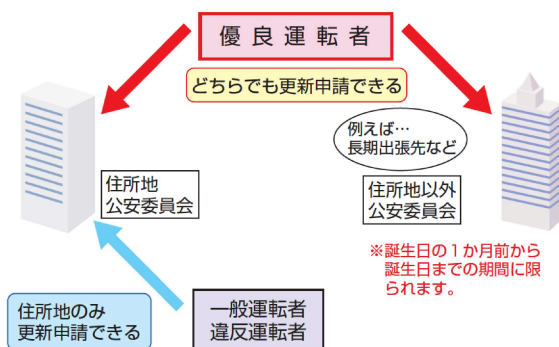 優良運転者
どちらでも更新申請できる
例えば…
長期出張先など
住所地
公安委員会
住所地以外
公安委員会
※誕生日の1か月前から
誕生日までの期間に限
られます。
住所地のみ
更新申請できる
一般運転者
違反運転者